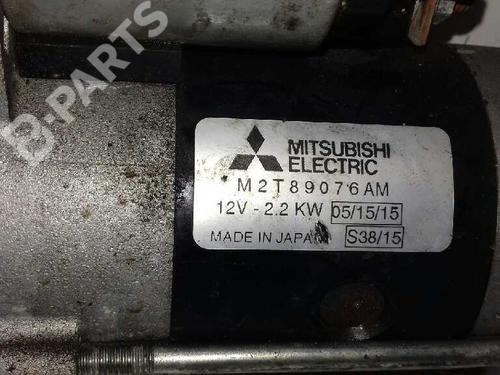 B-PARTS
MITSUBISHI
ELECTRIC
M2T89076AM
12V - 2.2 KW 05/15/15
MADE IN JAPAN S38/15